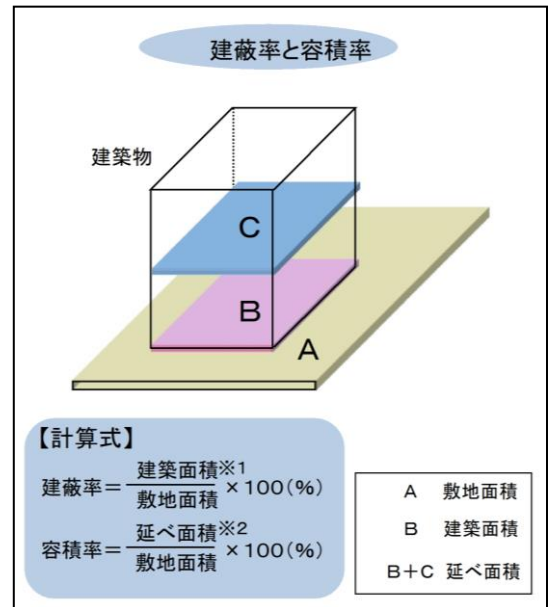 建蔽率と容積率
建築物
C
B
A
【計算式】
建蔽率＝建築面積※1/敷地面積×100(%)
容積率＝延べ面積※2/敷地面積×100(%)
A 敷地面積
B 建築面積
B＋C 延べ面積